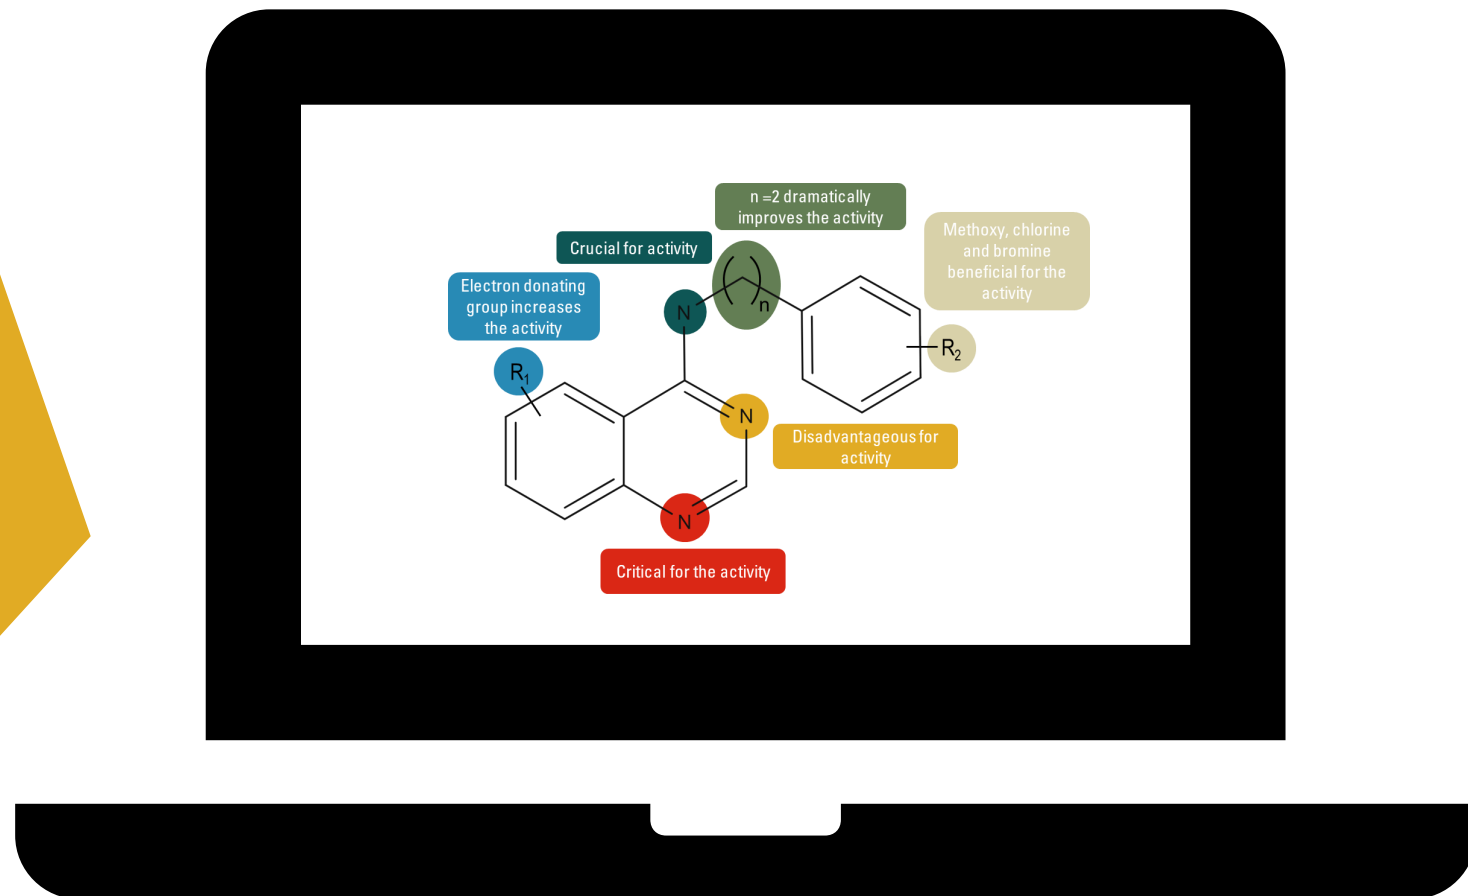 n =2 dramatically
improves the activity
Crucial for activity
Methoxy, chlorine
and bromine
beneficial for the
activity
Electron donating
group increases
the activity
N
n
R₁
R₂
N
Disadvantageous for
activity
N
Critical for the activity